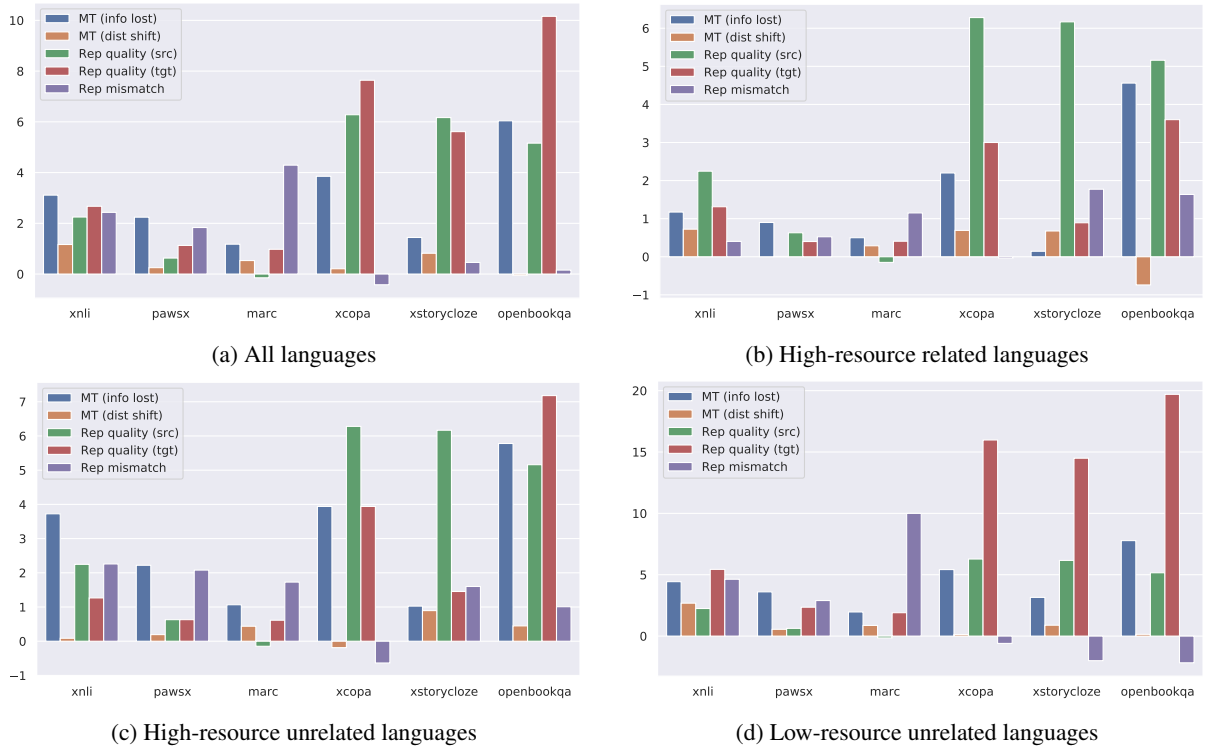 10
8
6
4
2
0
MT (info lost)
MT (dist shift)
Rep quality (src)
Rep quality (tgt)
Rep mismatch
xnli pawsx marc xcopa xstorycloze openbookqa
(a) All languages
6
5
4
3
2
1
0
−1
MT (info lost)
MT (dist shift)
Rep quality (src)
Rep quality (tgt)
Rep mismatch
xnli pawsx marc xcopa xstorycloze openbookqa
(b) High-resource related languages
7
6
5
4
3
2
1
0
−1
MT (info lost)
MT (dist shift)
Rep quality (src)
Rep quality (tgt)
Rep mismatch
xnli pawsx marc xcopa xstorycloze openbookqa
(c) High-resource unrelated languages
20
15
10
5
0
MT (info lost)
MT (dist shift)
Rep quality (src)
Rep quality (tgt)
Rep mismatch
xnli pawsx marc xcopa xstorycloze openbookqa
(d) Low-resource unrelated languages